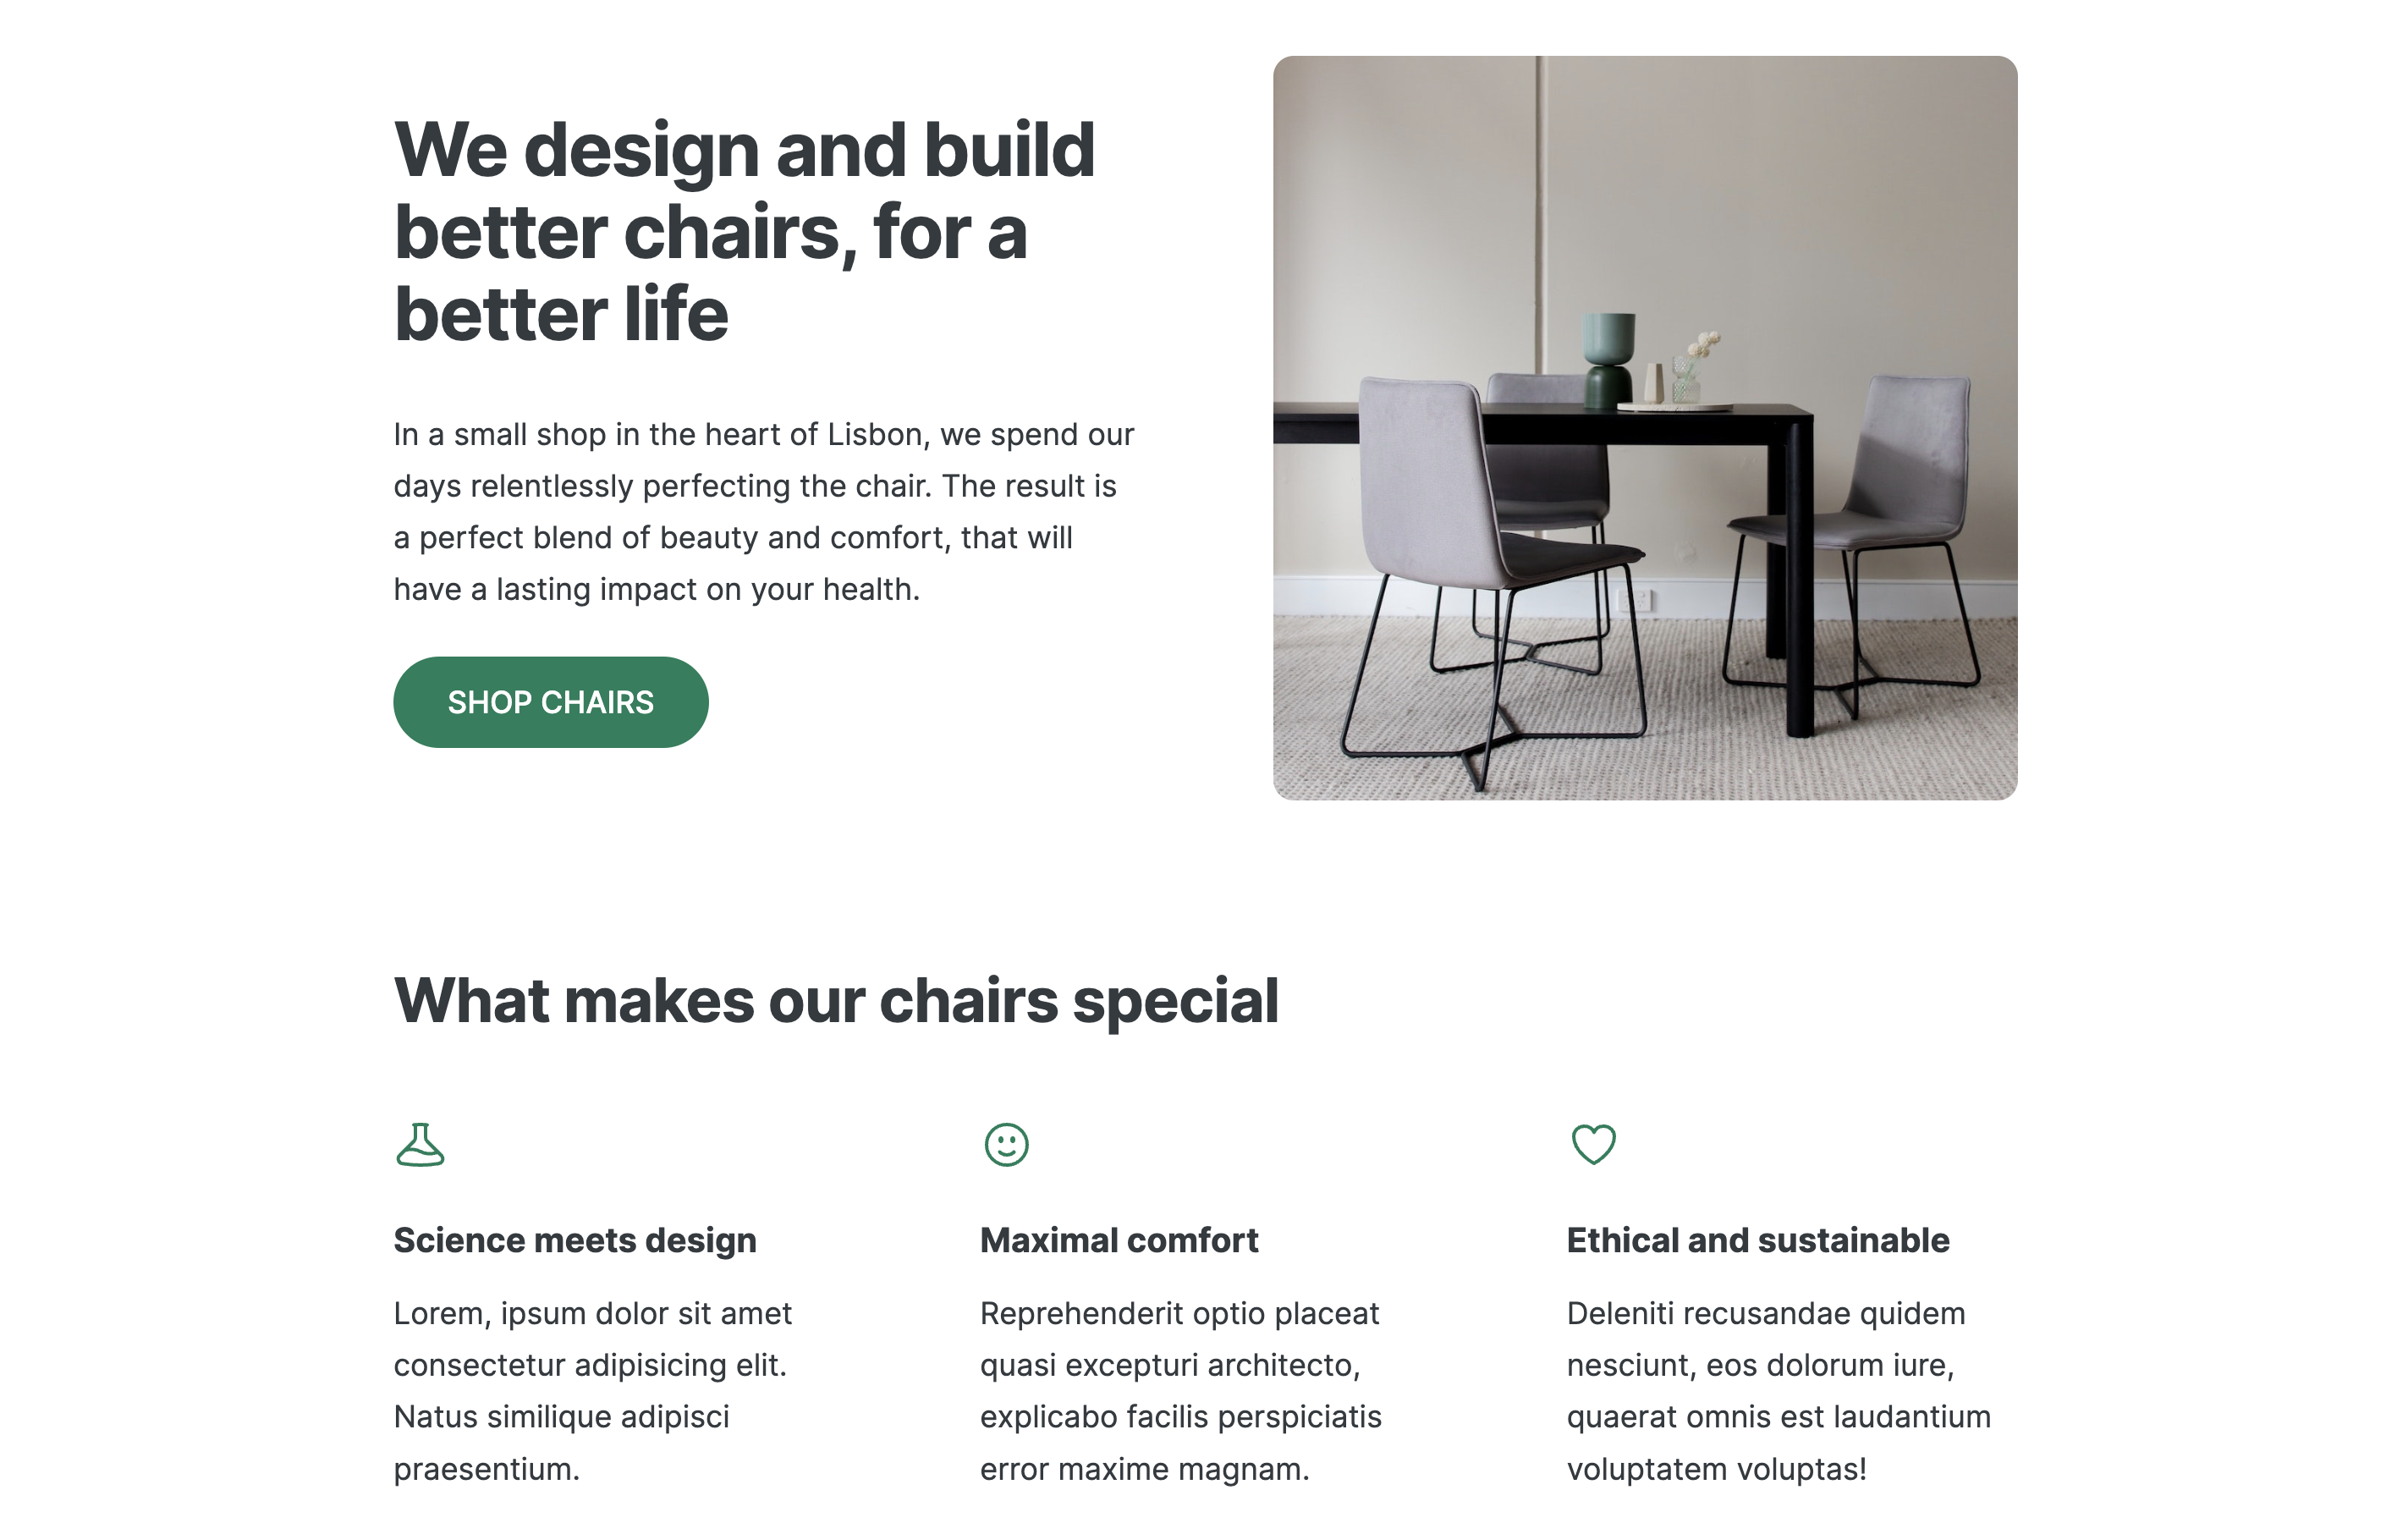 We design and build
better chairs, for a
better life
In a small shop in the heart of Lisbon, we spend our
days relentlessly perfecting the chair. The result is
a perfect blend of beauty and comfort, that will
have a lasting impact on your health.
SHOP CHAIRS
What makes our chairs special
Science meets design
Lorem, ipsum dolor sit amet
consectetur adipisicing elit.
Natus similique adipisci
praesentium.
Maximal comfort
Reprehenderit optio placeat
quasi excepturi architecto,
explicabo facilis perspiciatis
error maxime magnam.
Ethical and sustainable
Deleniti recusandae quidem
nesciunt, eos dolorum iure,
quaerat omnis est laudantium
voluptatem voluptas!